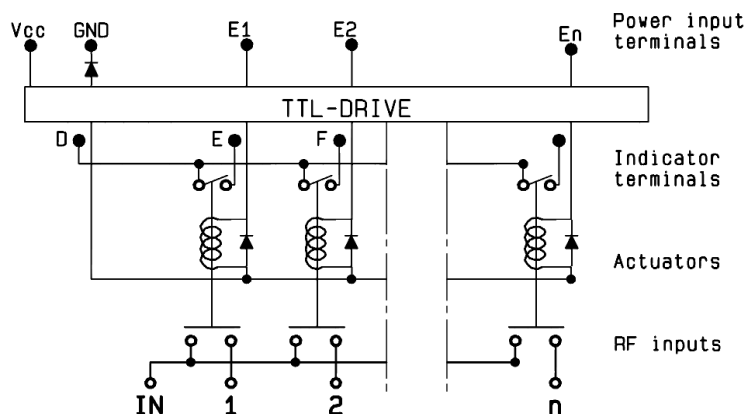 Vcc GND E1 E2 En Power input
terminals
TTL-DRIVE
D E F Indicator
terminals
Actuators
RF inputs
IN 1 2 n